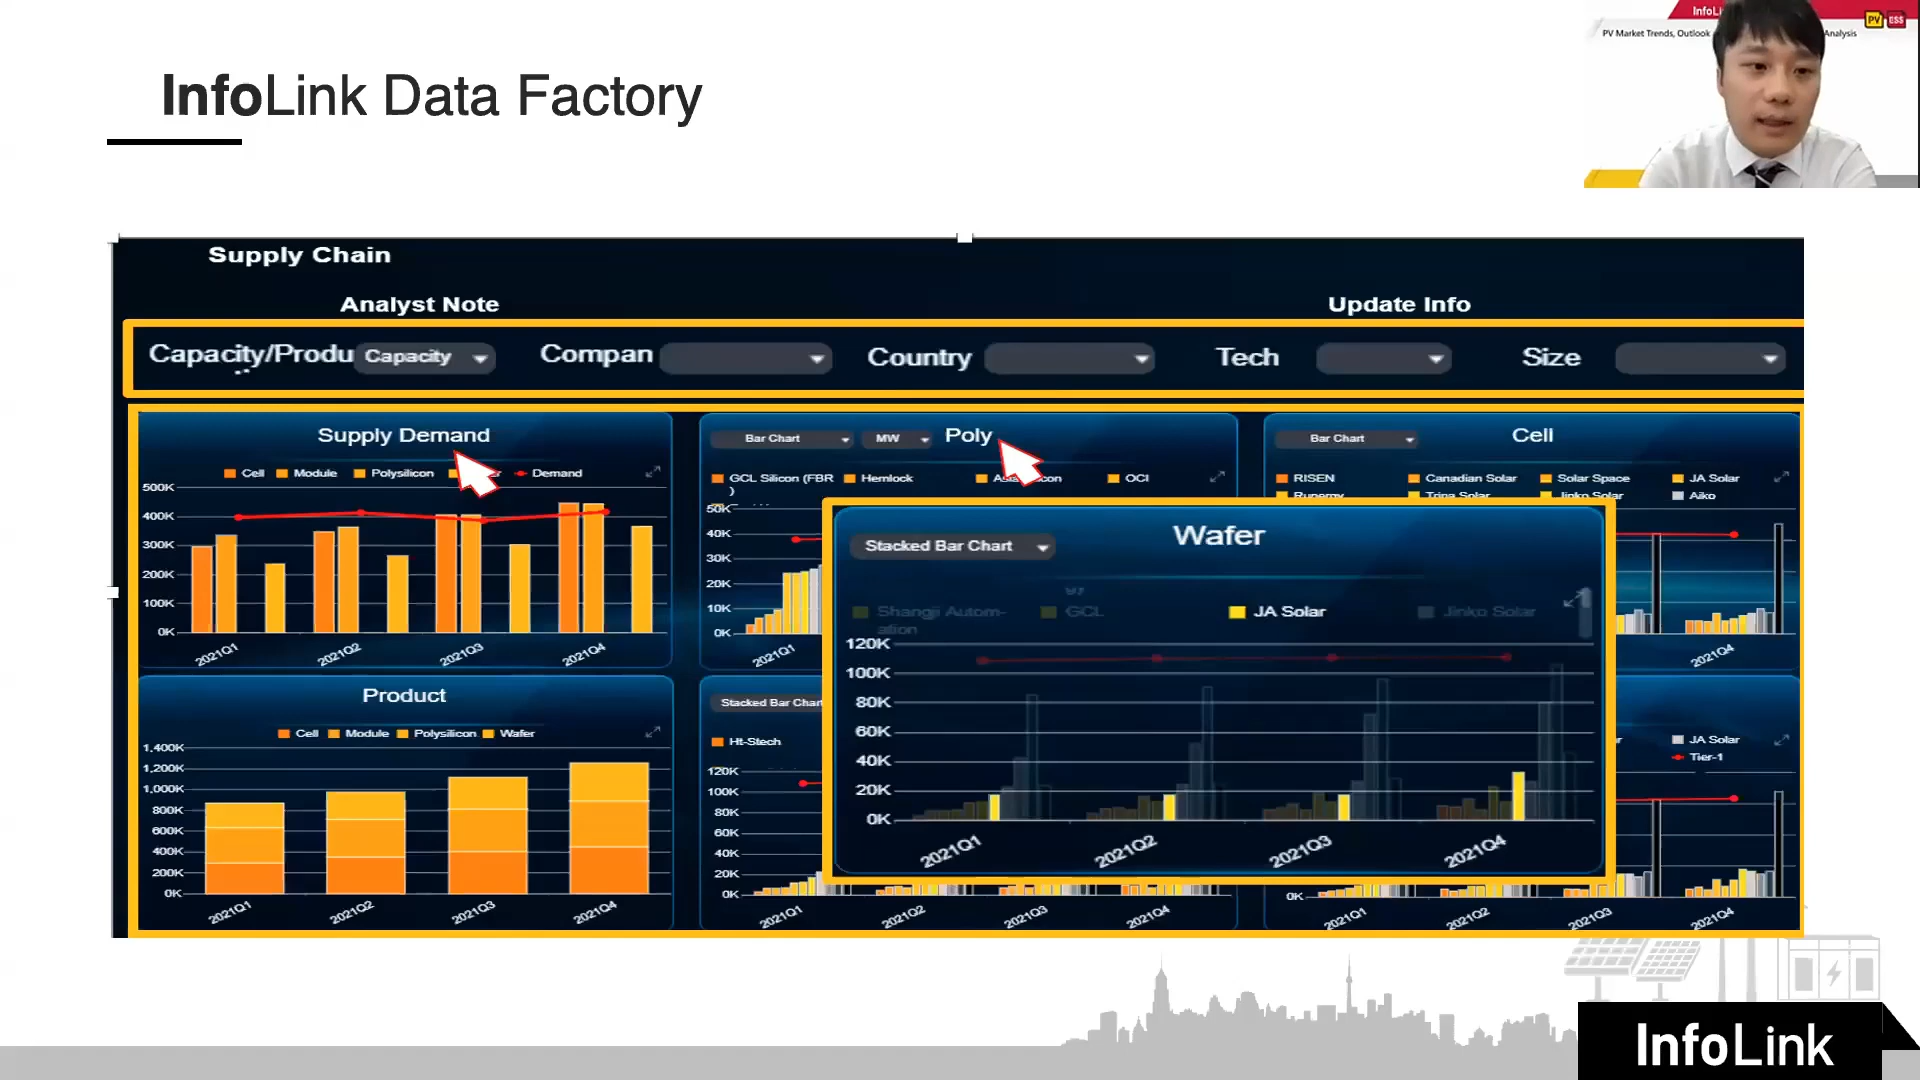 InfoLink Data Factory
PV Market Trends, Outlook
Analysis
PV
ESS
Supply Chain
Analyst Note
Update Info
Capacity/Produ
Capacity
Compan
Country
Tech
Size
Supply Demand
Cell Module Polysilicon Demand
500K
400K
300K
200K
100K
0K
2021Q1 2021Q2 2021Q3 2021Q4
Bar Chart MW Poly
GCL Silicon (FBR
)
Hemlock
OCI
50K
40K
30K
20K
10K
0K
2021Q1
Bar Chart Cell
RISEN Canadian Solar Solar Space JA Solar
Runergy Trina Solar Jinko Solar Aiko
2021Q4
Stacked Bar Chart
Wafer
Shangji Autom-
ation
GCL
JA Solar
Jinko Solar
120K
100K
80K
60K
40K
20K
0K
2021Q1 2021Q2 2021Q3 2021Q4
Product
Cell Module Polysilicon Wafer
1,400K
1,200K
1,000K
800K
600K
400K
200K
0K
2021Q1 2021Q2 2021Q3 2021Q4
Stacked Bar Chart
Ht-Stech
120K
100K
80K
60K
40K
20K
0K
2021Q1 2021Q2 2021Q3 2021Q4
JA Solar
Tier-1
0K
2021Q1 2021Q2 2021Q3 2021Q4
InfoLink